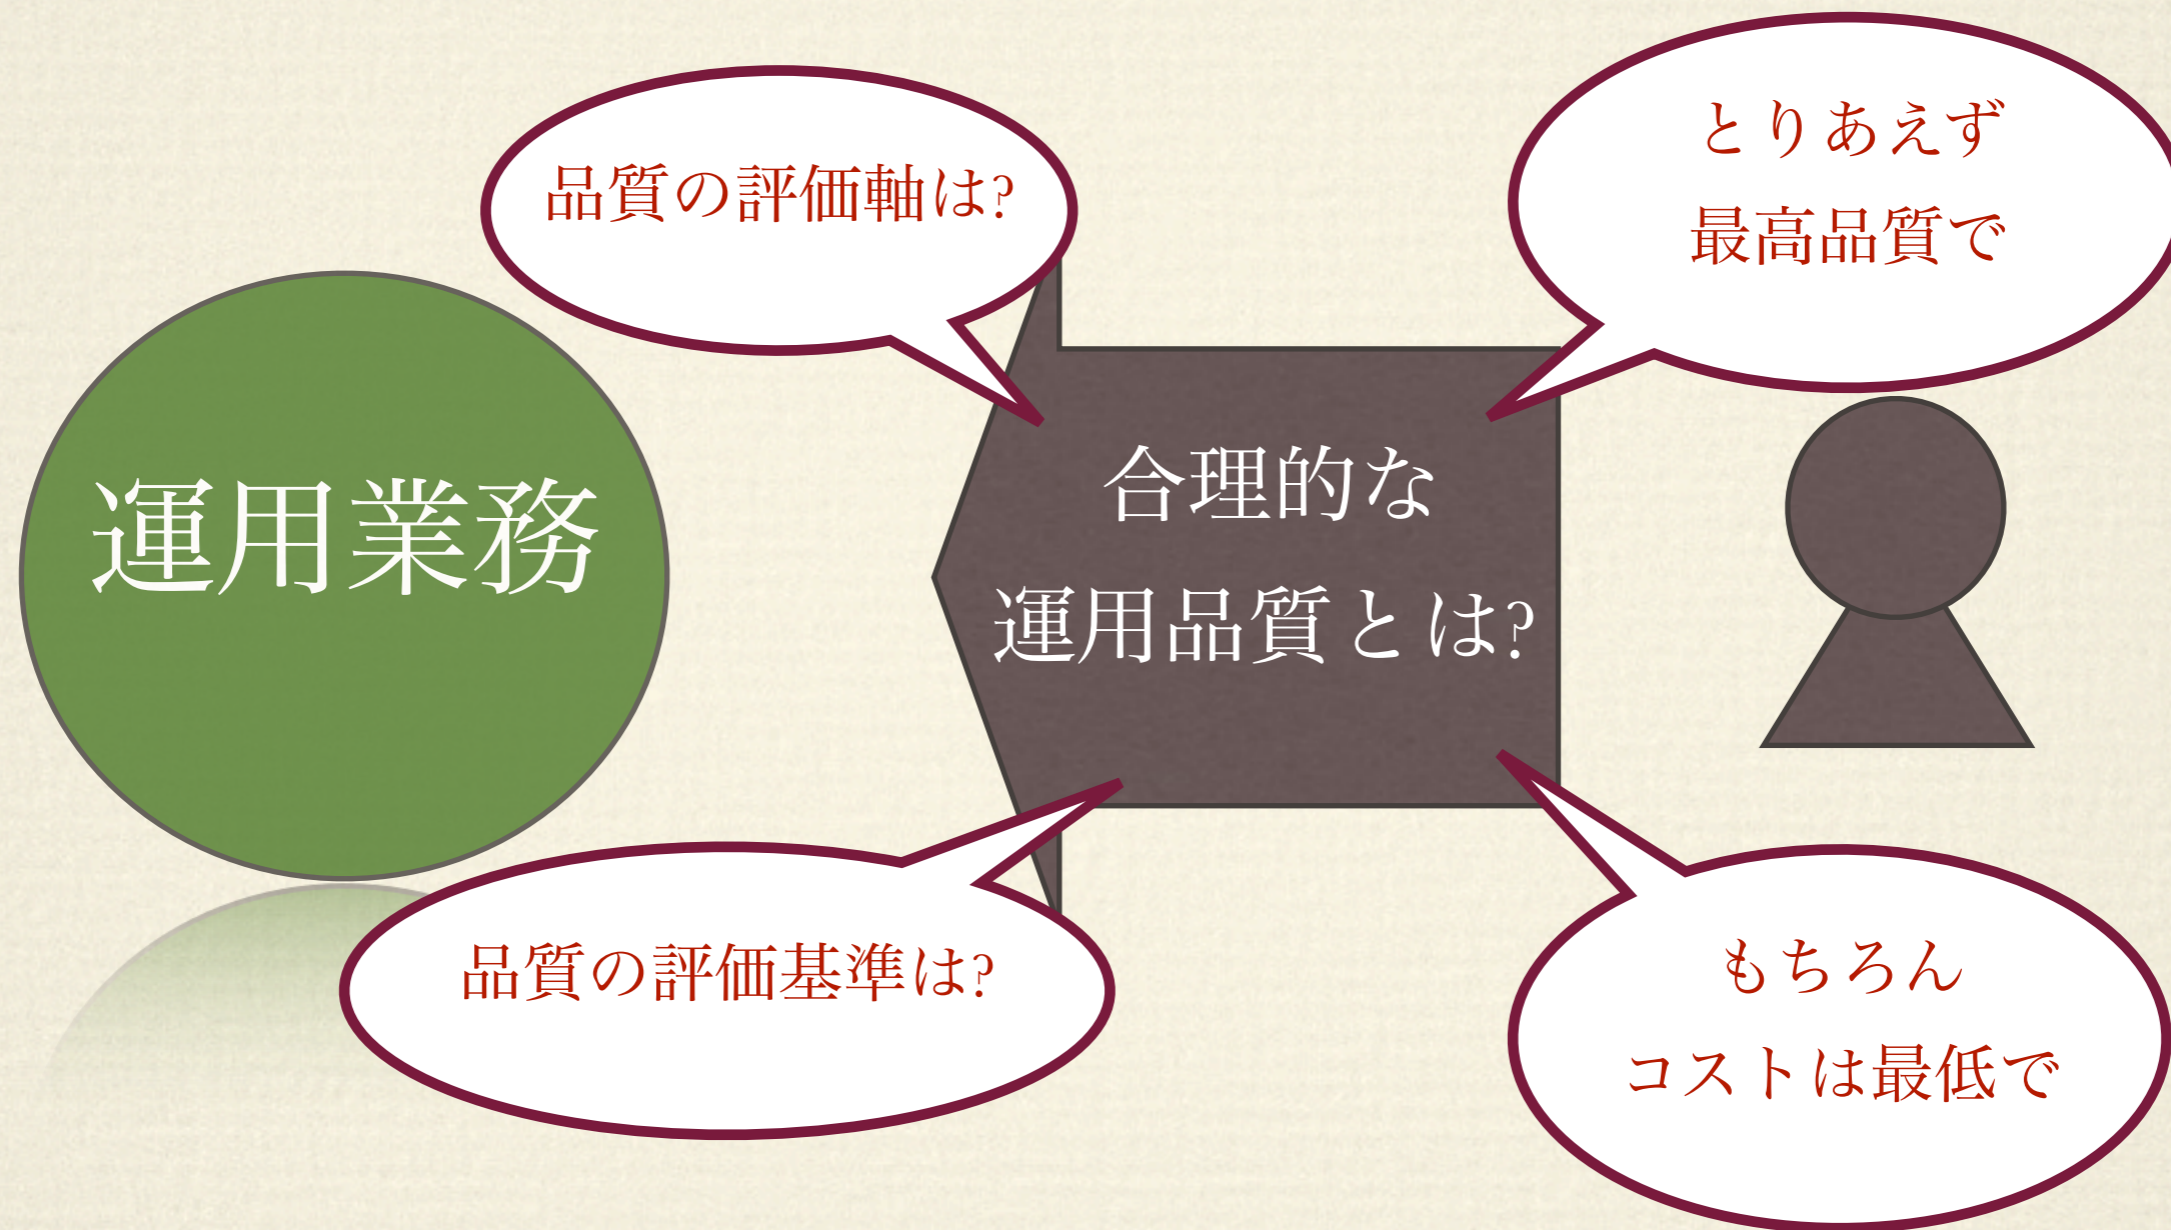 品質の評価軸は?
とりあえず
最高品質で
運用業務
合理的な
運用品質とは?
品質の評価基準は?
もちろん
コストは最低で